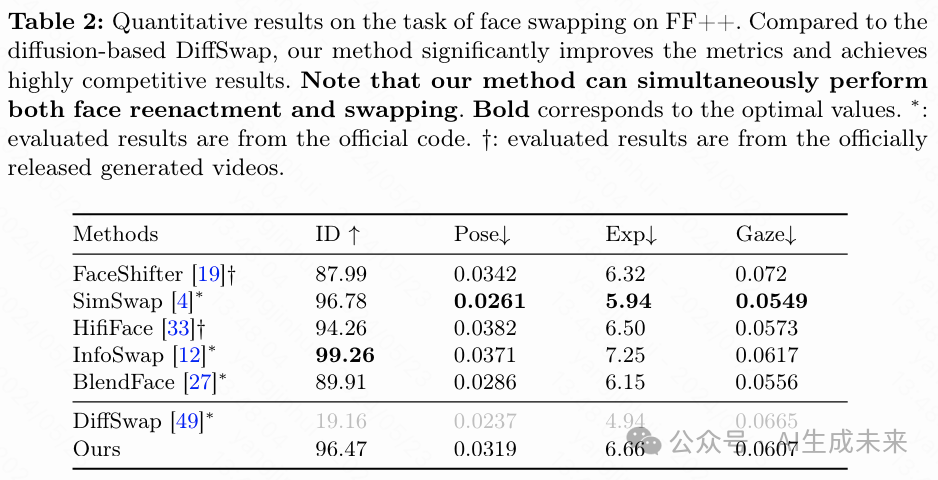 Table 2: Quantitative results on the task of face swapping on FF++. Compared to the
diffusion-based DiffSwap, our method significantly improves the metrics and achieves
highly competitive results. Note that our method can simultaneously perform
both face reenactment and swapping. Bold corresponds to the optimal values. *:
evaluated results are from the official code. †: evaluated results are from the officially
released generated videos.
Methods ID ↑ Pose↓ Exp↓ Gaze↓
FaceShifter [19]† 87.99 0.0342 6.32 0.072
SimSwap [4]* 96.78 0.0261 5.94 0.0549
HifiFace [33]† 94.26 0.0382 6.50 0.0573
InfoSwap [12]* 99.26 0.0371 7.25 0.0617
BlendFace [27]* 89.91 0.0286 6.15 0.0556
DiffSwap [49]* 19.16 0.0237 4.94 0.0665
Ours 96.47 0.0319 6.66 0.0607
公众号 · AI生成未来